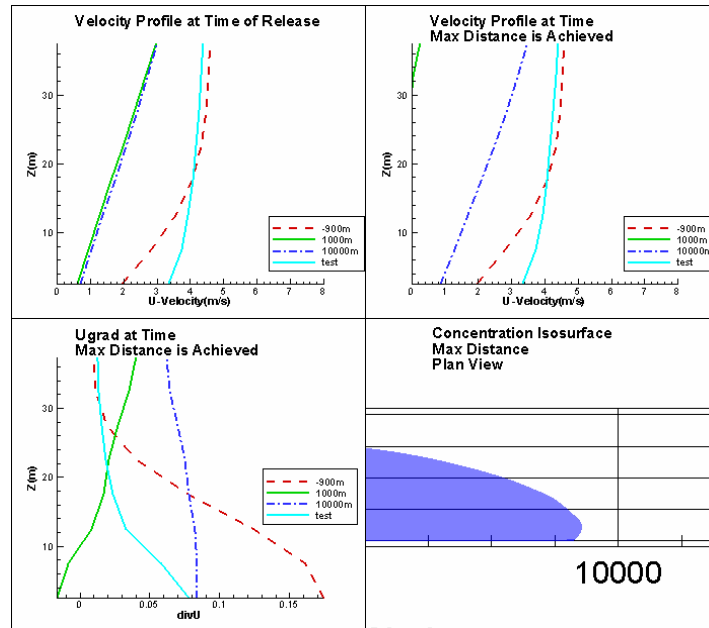 Velocity Profile at Time of Release
Z(m)
30
20
10
-900m
1000m
10000m
test
0 1 2 3 4 5 6 7 8
U-Velocity(m/s)
Velocity Profile at Time
Max Distance is Achieved
Z(m)
30
20
10
-900m
1000m
10000m
test
0 1 2 3 4 5 6 7 8
U-Velocity(m/s)
Ugrad at Time
Max Distance is Achieved
Z(m)
30
20
10
-900m
1000m
10000m
test
0 0.05 0.1 0.15
divU
Concentration Isosurface
Max Distance
Plan View
10000